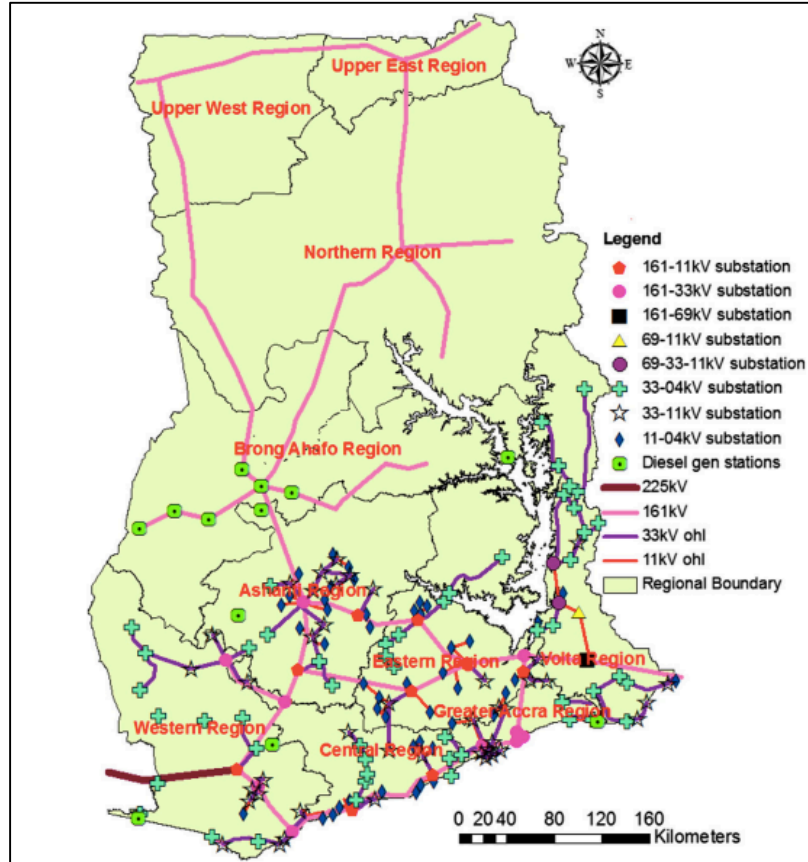 Upper East Region
N
W E
S
Upper West Region
Northern Region
Legend
161-11kV substation
161-33kV substation
161-69kV substation
69-11kV substation
69-33-11kV substation
33-04kV substation
33-11kV substation
11-04kV substation
Diesel gen stations
225kV
161kV
33kV ohl
11kV ohl
Regional Boundary
Brong Ahafo Region
Ashanti Region
Eastern Region
Volta Region
Greater Accra Region
Western Region
Central Region
0 20 40 80 120 160
Kilometers